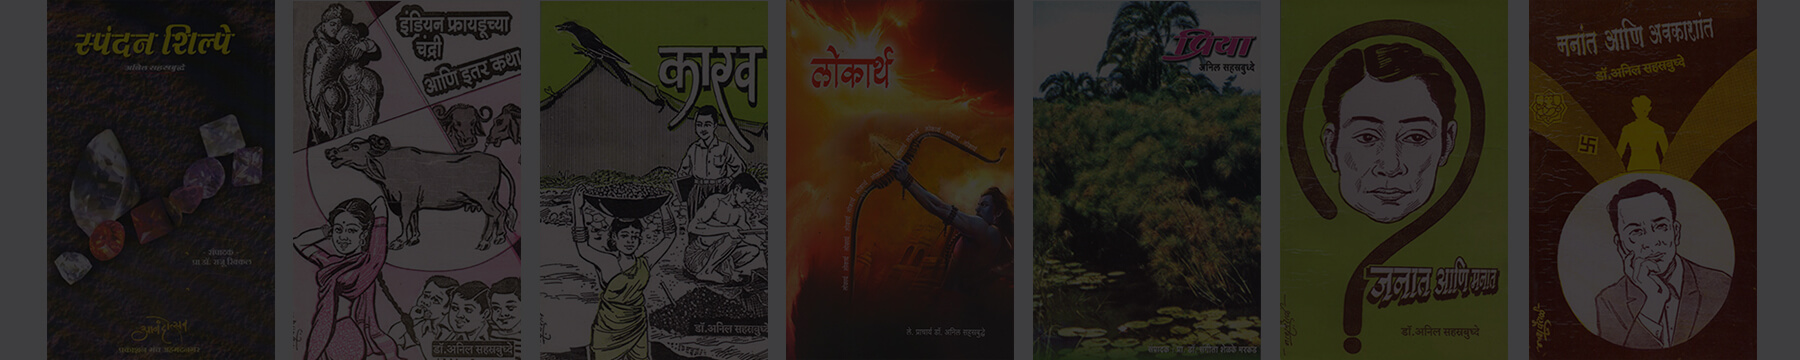 स्पंदन शिल्पे
अनिल सहस्रबुद्धे
संपादक
इंडियन फ्रायडूच्या
चंद्री
आणि इतर कथा
डॉ.अनिल सहस्रबुध्दे
काख
डॉ.अनिल सहस्रबुध्दे
लोकार्थ
ले. प्राचार्य डॉ. अनिल सहस्रबुद्धे
प्रिया
अनिल सहस्रबुध्दे
जनात आणि मनात
डॉ.अनिल सहस्रबुध्दे
मनांत आणि अवकाशांत
डॉ.अनिल सहस्रबुध्दे